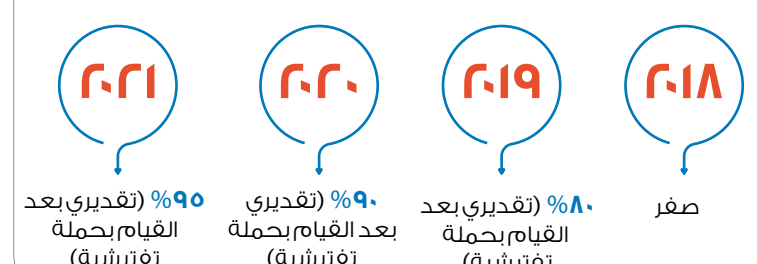 ٢٠١٨
صفر
٢٠١٩
٨٠% (تقديري بعد
القيام بحملة
تفتيشية)
٢٠٢٠
٩٠% (تقديري
بعد القيام بحملة
تفتيشية)
٢٠٢١
٩٥% (تقديري بعد
القيام بحملة
تفتيشية)